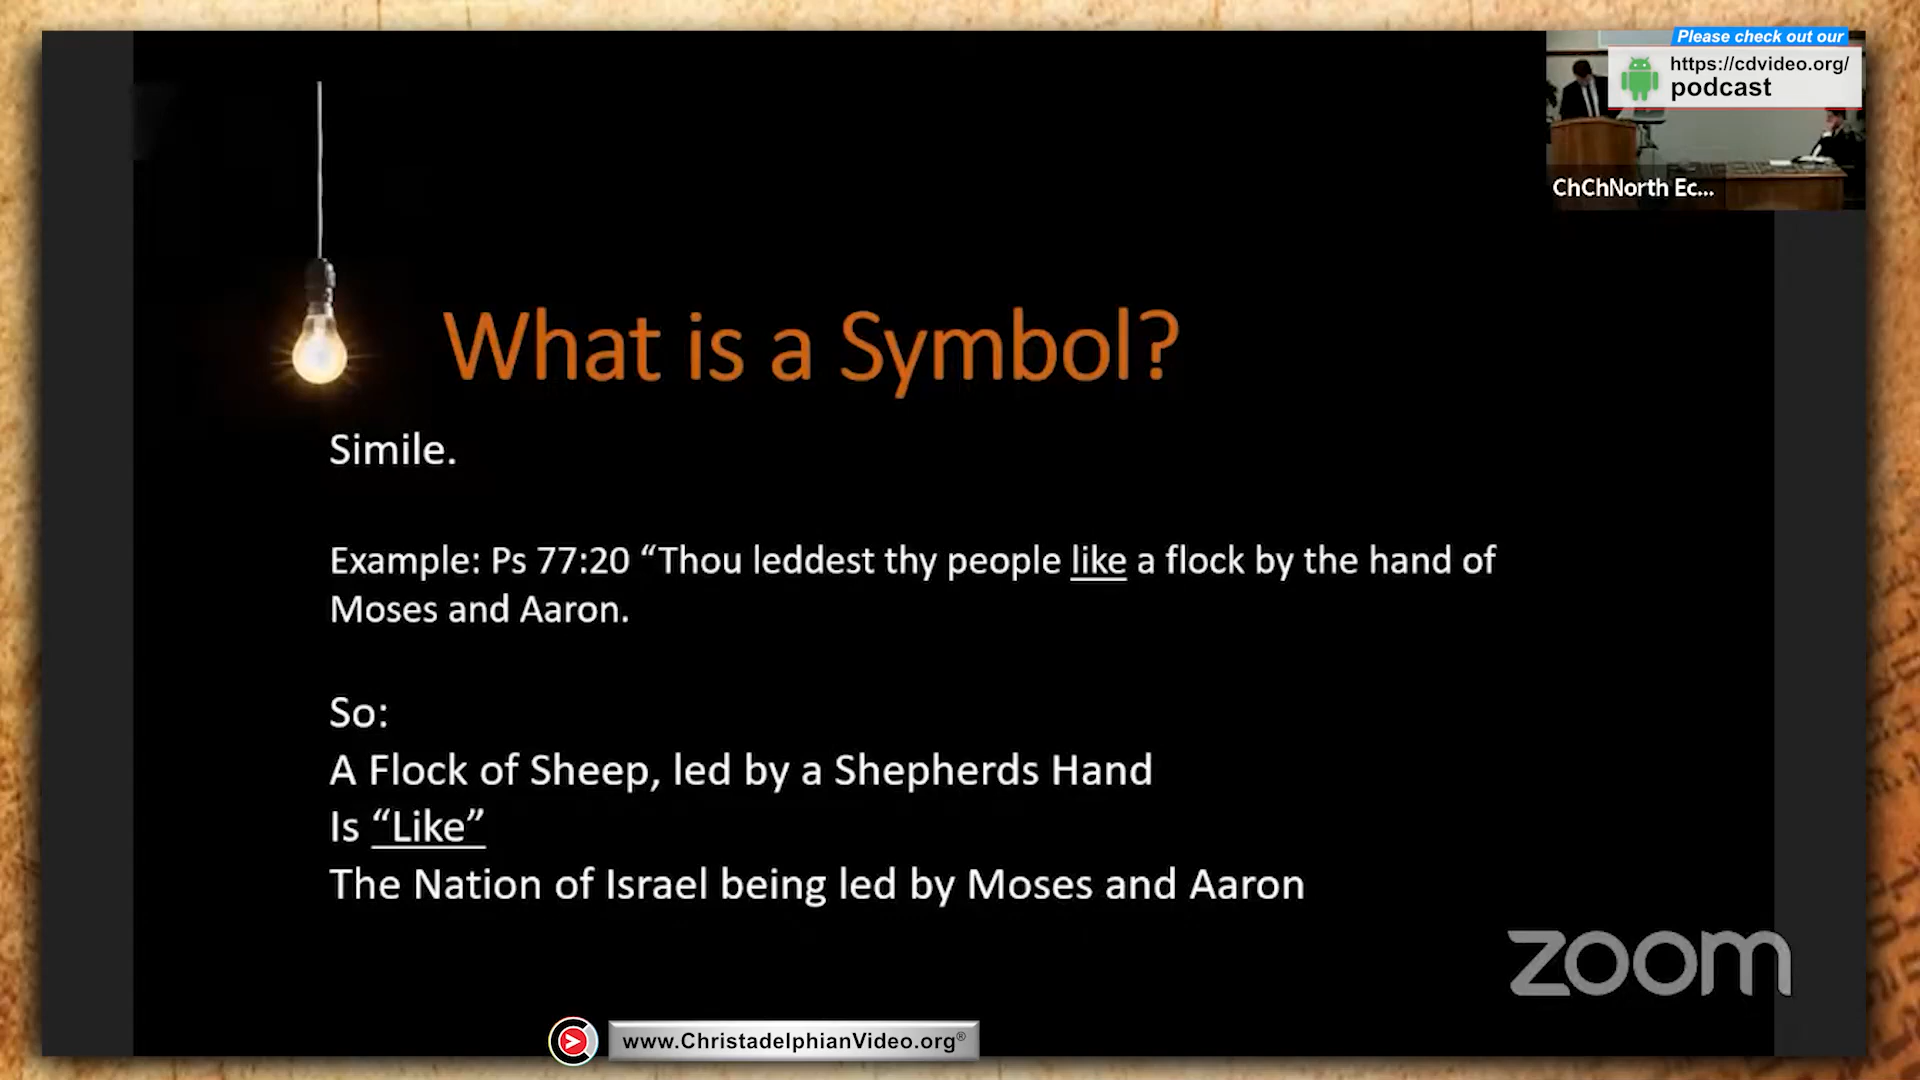 Please check out our
https://cdvideo.org/
podcast
ChChNorth Ec...
What is a Symbol?
Simile.
Example: Ps 77:20 “Thou leddest thy people like a flock by the hand of
Moses and Aaron.
So:
A Flock of Sheep, led by a Shepherds Hand
Is “Like”
The Nation of Israel being led by Moses and Aaron
zoom
www.ChristadelphianVideo.org®